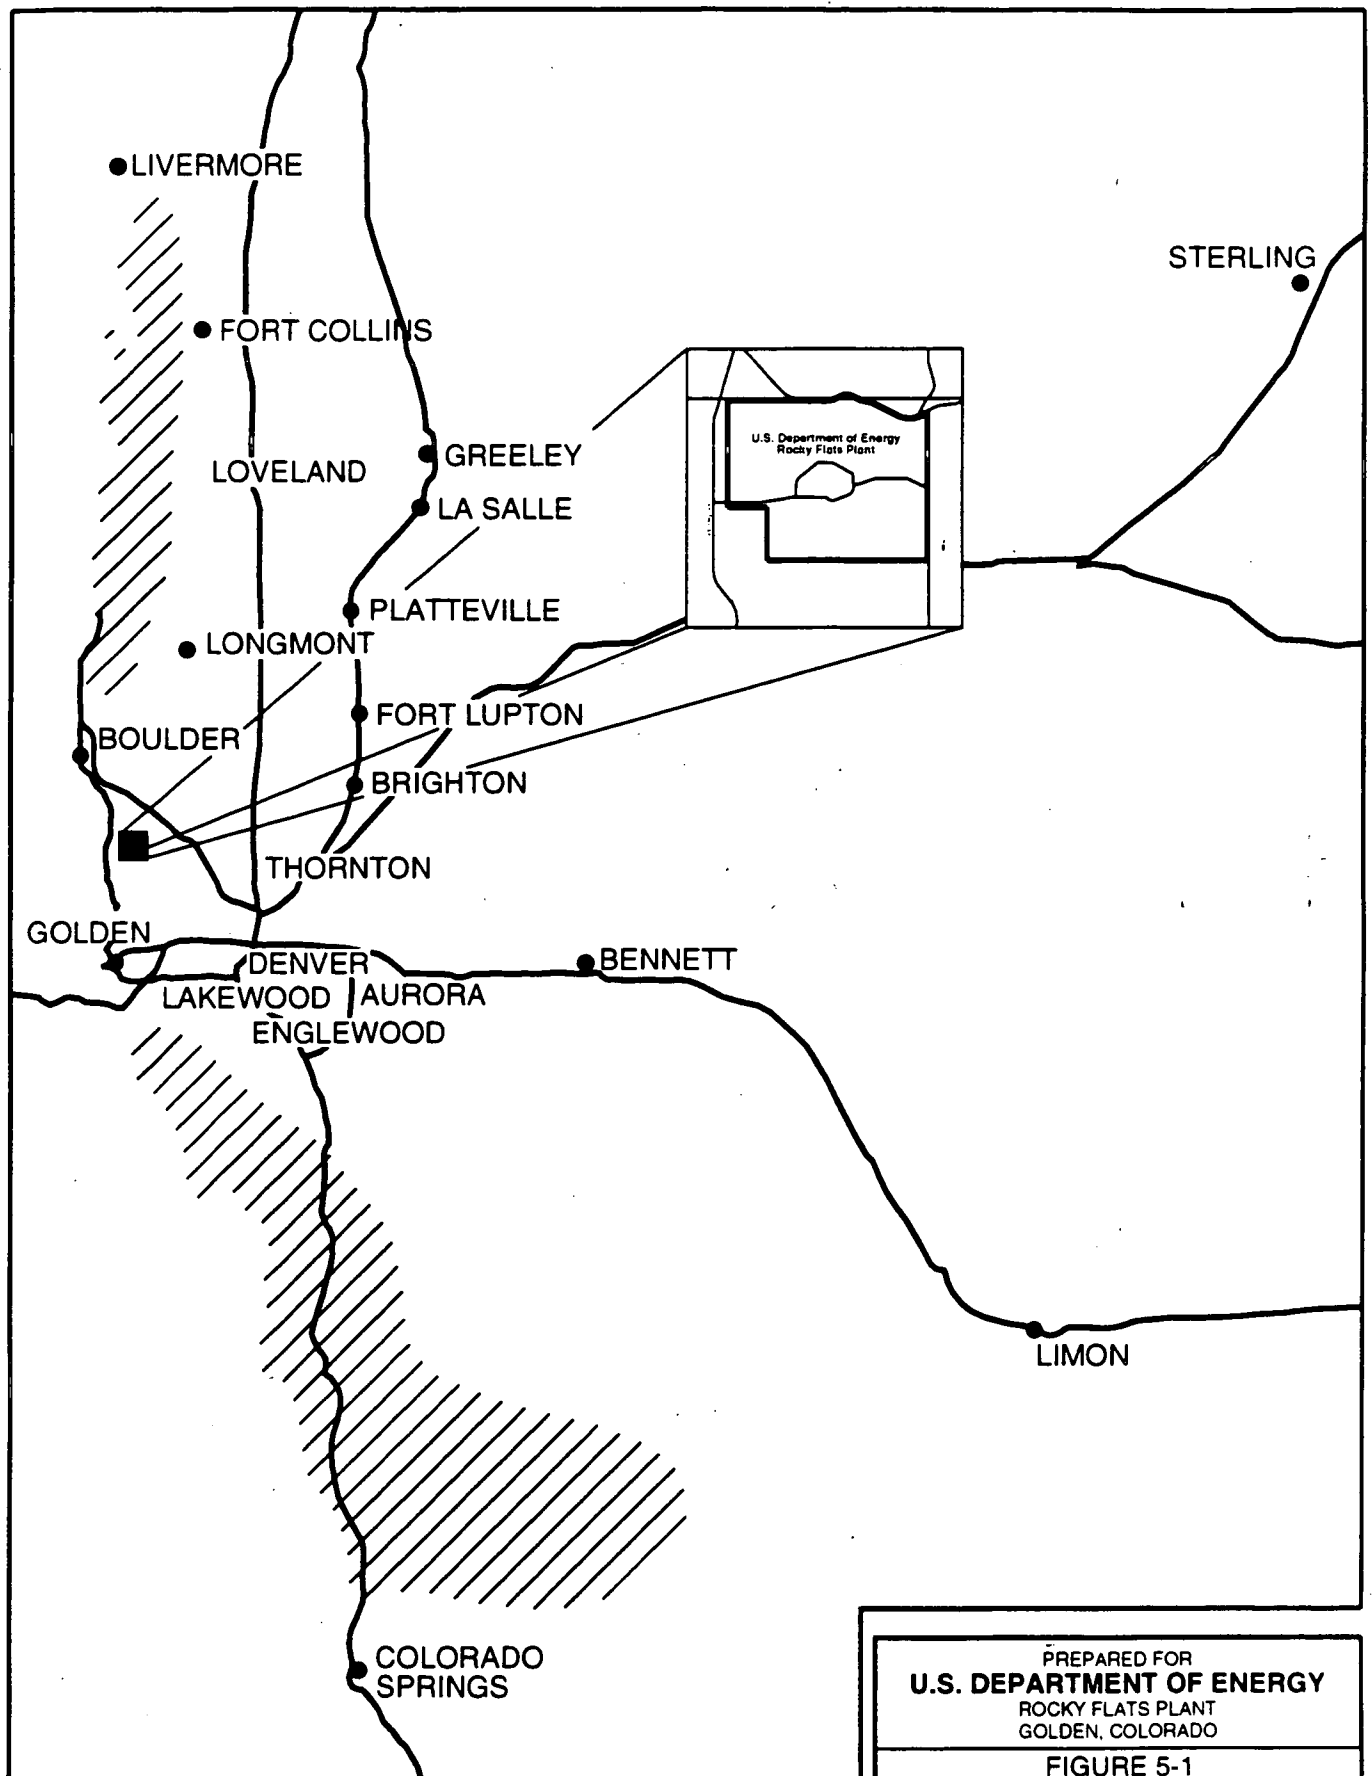 LIVERMORE
STERLING
FORT COLLINS
U.S. Department of Energy
Rocky Flats Plant
GREELEY
LOVELAND
LA SALLE
PLATTEVILLE
LONGMONT
FORT LUPTON
BOULDER
BRIGHTON
THORNTON
GOLDEN
DENVER
BENNETT
LAKEWOOD
AURORA
ENGLEWOOD
LIMON
COLORADO
SPRINGS
PREPARED FOR
U.S. DEPARTMENT OF ENERGY
ROCKY FLATS PLANT
GOLDEN, COLORADO
FIGURE 5-1